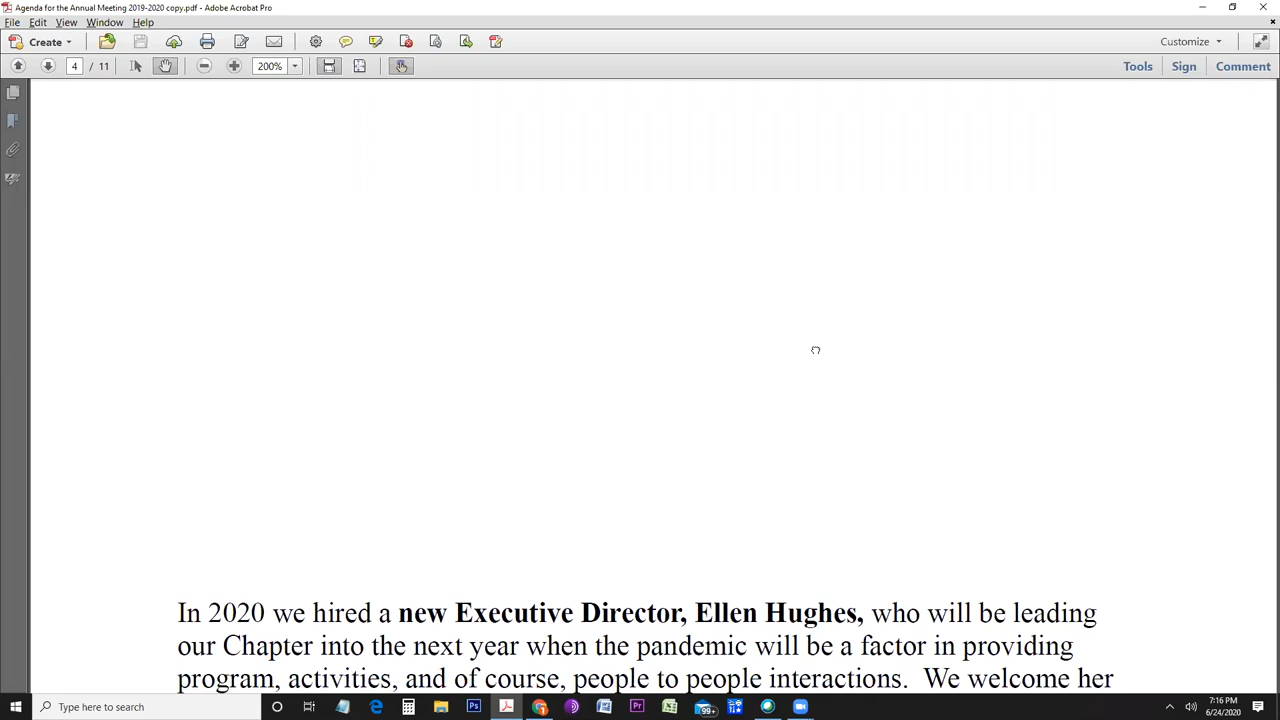 Agenda for the Annual Meeting 2019-2020 copy.pdf - Adobe Acrobat Pro
File Edit View Window Help
Create Customize
4 / 11 200% Tools Sign Comment
In 2020 we hired a new Executive Director, Ellen Hughes, who will be leading
our Chapter into the next year when the pandemic will be a factor in providing
program, activities, and of course, people to people interactions. We welcome her
Type here to search
99+
7:16 PM
6/24/2020